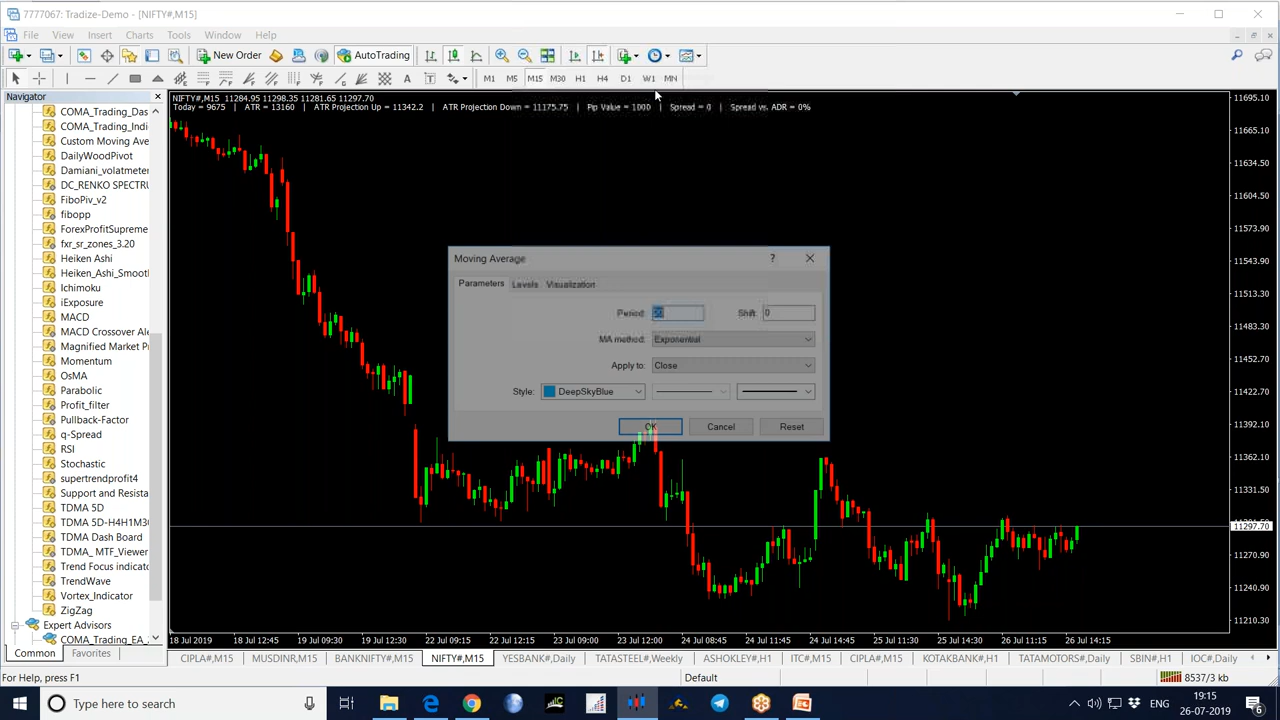 7777067: Tradize-Demo - [NIFTY#,M15]
File View Insert Charts Tools Window Help
New Order AutoTrading
A T M1 M5 M15 M30 H1 H4 D1 W1 MN
Navigator
COMA_Trading_Das
COMA_Trading_Indi
Custom Moving Ave
DailyWoodPivot
Damiani_volatmeter
DC_RENKO SPECTRU
FiboPiv_v2
fibopp
ForexProfitSupreme
fxr_sr_zones_3.20
Heiken Ashi
Heiken_Ashi_Smoot
Ichimoku
iExposure
MACD
MACD Crossover Ale
Magnified Market Pr
Momentum
OsMA
Parabolic
Profit_filter
Pullback-Factor
q-Spread
RSI
Stochastic
supertrendprofit4
Support and Resista
TDMA 5D
TDMA 5D-H4H1M30
TDMA Dash Board
TDMA_ MTF_Viewer
Trend Focus indicato
TrendWave
Vortex_Indicator
ZigZag
Expert Advisors
COMA_Trading_EA_
Common Favorites
NIFTY#,M15 11284.95 11298.35 11281.65 11297.70
Today = 9675 | ATR = 13160 | ATR Projection Up = 11342.2 | ATR Projection Down = 11175.75 | Pip Value = 1000 | Spread = 0 | Spread vs. ADR = 0%
Moving Average ?
Parameters Levels Visualization
Period: Shift: 0
MA method: Exponential
Apply to: Close
Style: DeepSkyBlue
OK Cancel Reset
11695.10
11665.10
11634.50
11604.50
11573.90
11543.90
11513.30
11483.30
11452.70
11422.70
11392.10
11362.10
11331.50
11297.70
11270.90
11240.90
11210.30
18 Jul 2019 18 Jul 12:45 19 Jul 09:30 19 Jul 12:30 22 Jul 09:15 22 Jul 12:15 23 Jul 09:00 23 Jul 12:00 24 Jul 08:45 24 Jul 11:45 24 Jul 14:45 25 Jul 11:30 25 Jul 14:30 26 Jul 11:15 26 Jul 14:15
CIPLA#,M15 MUSDINR,M15 BANKNIFTY#,M15 NIFTY#,M15 YESBANK#,Daily TATASTEEL#,Weekly ASHOKLEY#,H1 ITC#,M15 CIPLA#,M15 KOTAKBANK#,H1 TATAMOTORS#,Daily SBIN#,H1 IOC#,Daily
For Help, press F1 Default 8537/3 kb
Type here to search ENG 19:15 26-07-2019 6